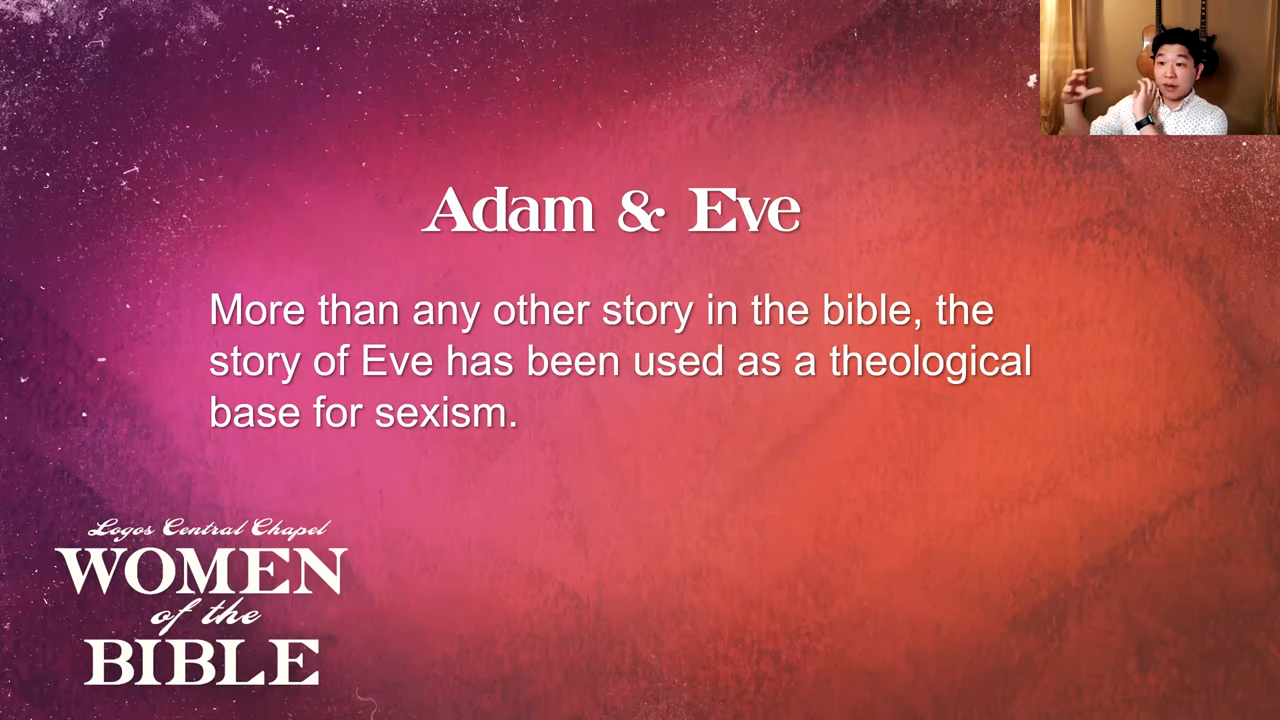 Adam & Eve
More than any other story in the bible, the
story of Eve has been used as a theological
base for sexism.
Logos Central Chapel
WOMEN
of the
BIBLE